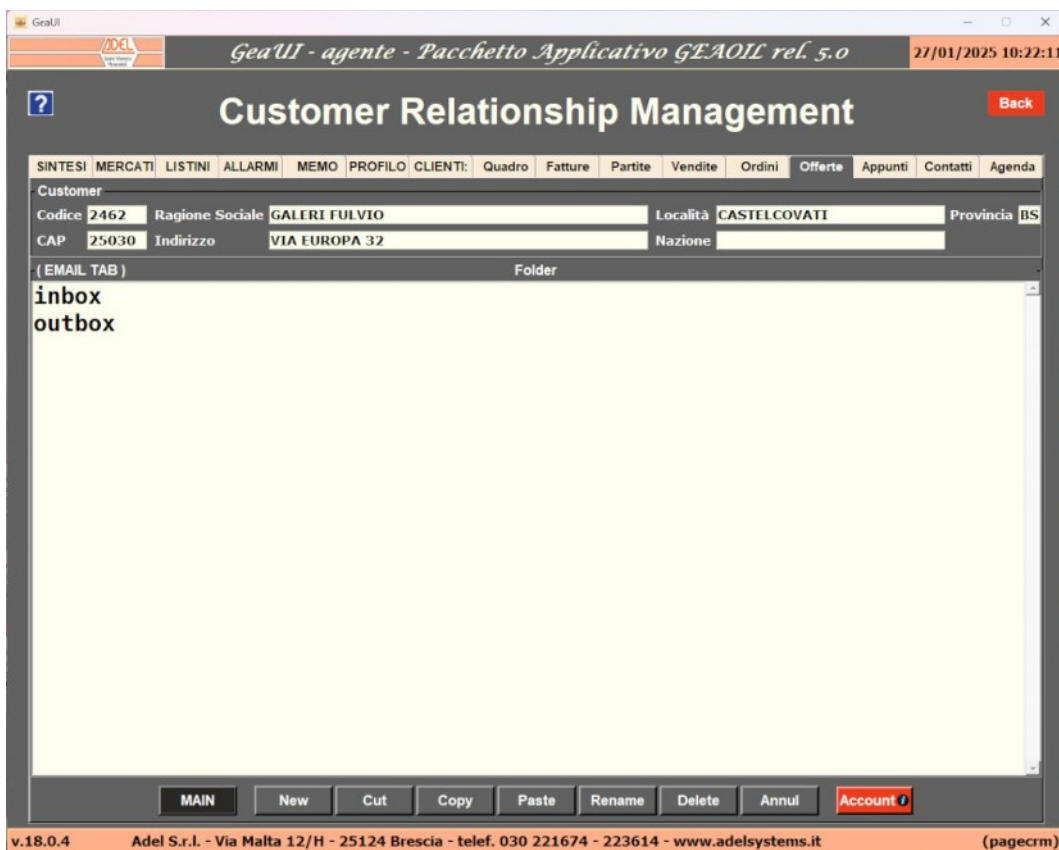 GeaUI
ADEL
GeaUI - agente - Pacchetto Applicativo GEAOIL rel. 5.0
27/01/2025 10:22:11
?
Customer Relationship Management
Back
SINTESI MERCATI LISTINI ALLARMI MEMO PROFILO CLIENTI: Quadro Fatture Partite Vendite Ordini Offerte Appunti Contatti Agenda
Customer
Codice 2462 Ragione Sociale GALERI FULVIO Località CASTELCOVATI Provincia BS
CAP 25030 Indirizzo VIA EUROPA 32 Nazione
( EMAIL TAB ) Folder
inbox
outbox
MAIN New Cut Copy Paste Rename Delete Annul Account
v.18.0.4 Adel S.r.l. - Via Malta 12/H - 25124 Brescia - telef. 030 221674 - 223614 - www.adelsystems.it (pagecrm)